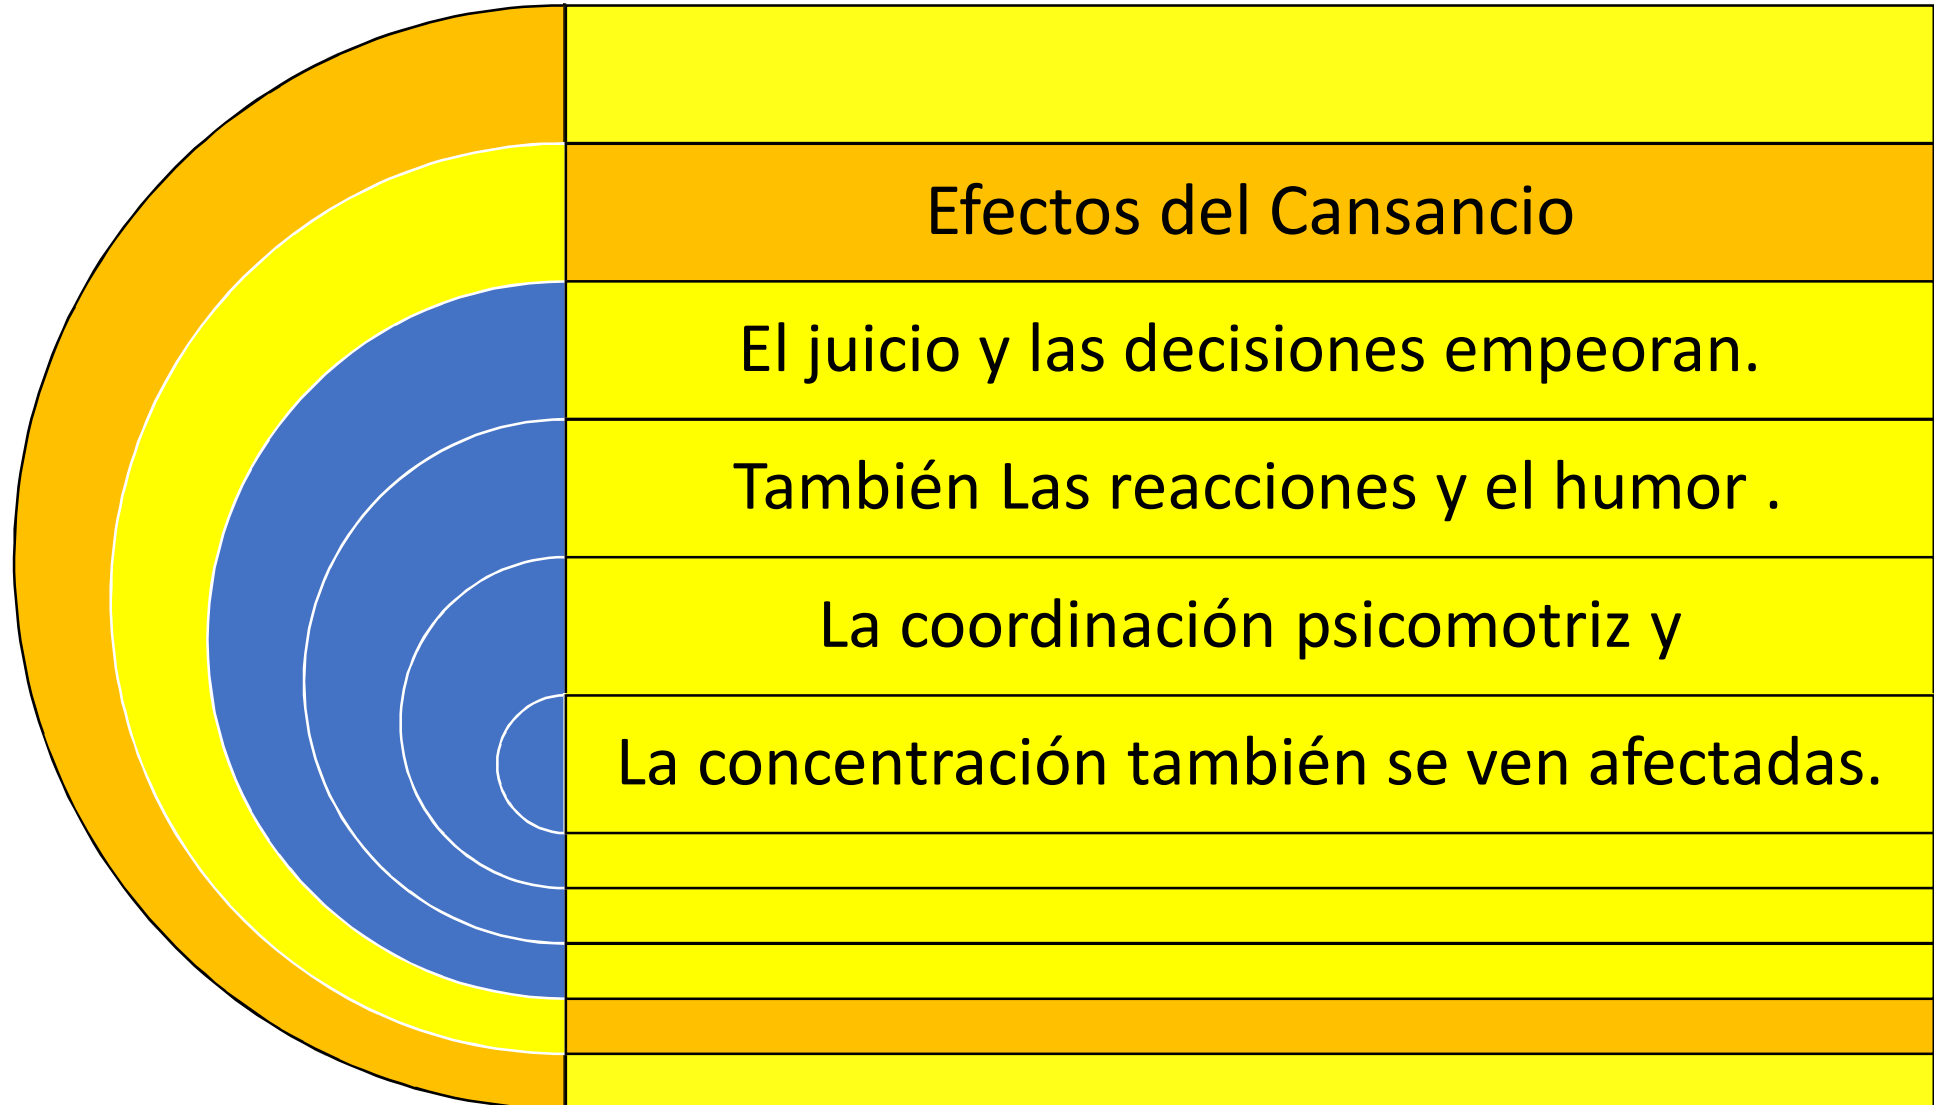 Efectos del Cansancio
El juicio y las decisiones empeoran.
También Las reacciones y el humor .
La coordinación psicomotriz y
La concentración también se ven afectadas.